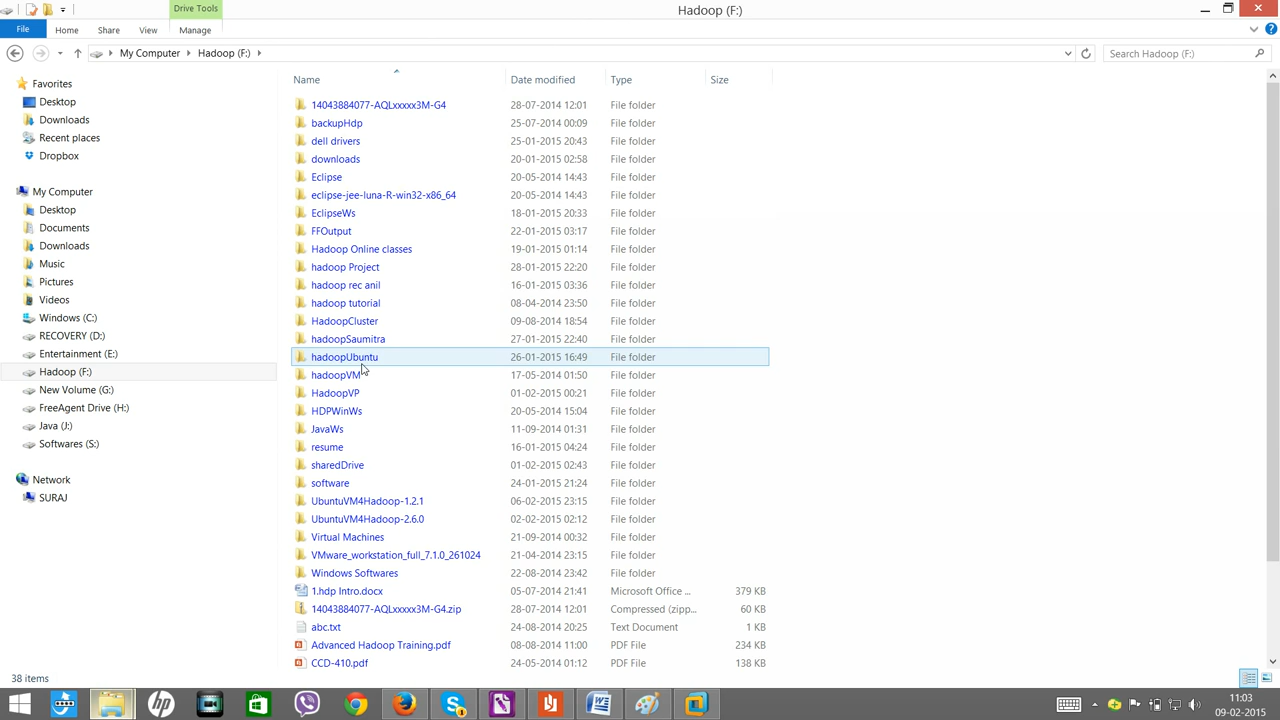 Drive Tools
Hadoop (F:)
File Home Share View Manage
My Computer Hadoop (F:)
Search Hadoop (F:)
Name Date modified Type Size
Favorites
Desktop
Downloads
Recent places
Dropbox
My Computer
Desktop
Documents
Downloads
Music
Pictures
Videos
Windows (C:)
RECOVERY (D:)
Entertainment (E:)
Hadoop (F:)
New Volume (G:)
FreeAgent Drive (H:)
Java (J:)
Softwares (S:)
Network
SURAJ
14043884077-AQLxxxxx3M-G4 28-07-2014 12:01 File folder
backupHdp 25-07-2014 00:09 File folder
dell drivers 25-01-2015 20:43 File folder
downloads 20-01-2015 02:58 File folder
Eclipse 20-05-2015 14:43 File folder
eclipse-jee-luna-R-win32-x86_64 20-05-2014 14:43 File folder
EclipseWs 18-01-2015 20:33 File folder
FFOutput 22-01-2015 03:17 File folder
Hadoop Online classes 19-01-2015 01:14 File folder
hadoop Project 28-01-2015 22:20 File folder
hadoop rec anil 16-01-2015 03:36 File folder
hadoop tutorial 08-04-2014 23:50 File folder
HadoopCluster 09-08-2014 18:54 File folder
hadoopSaumitra 27-01-2015 22:40 File folder
hadoopUbuntu 26-01-2015 16:49 File folder
hadoopVM 17-05-2014 01:50 File folder
HadoopVP 01-02-2015 00:21 File folder
HDPWinWs 20-05-2014 15:04 File folder
JavaWs 11-09-2014 01:31 File folder
resume 16-01-2015 04:24 File folder
sharedDrive 01-02-2015 02:43 File folder
software 24-01-2015 21:24 File folder
UbuntuVM4Hadoop-1.2.1 06-02-2015 23:15 File folder
UbuntuVM4Hadoop-2.6.0 02-02-2015 02:12 File folder
Virtual Machines 21-09-2014 00:32 File folder
VMware_workstation_full_7.1.0_261024 21-04-2014 23:15 File folder
Windows Softwares 22-08-2014 23:42 File folder
1.hdp Intro.docx 05-07-2014 21:41 Microsoft Office ... 379 KB
14043884077-AQLxxxxx3M-G4.zip 28-07-2014 12:01 Compressed (zipp... 60 KB
abc.txt 24-08-2014 20:25 Text Document 1 KB
Advanced Hadoop Training.pdf 08-08-2014 11:00 PDF File 234 KB
CCD-410.pdf 24-05-2014 01:12 PDF File 138 KB
38 items
11:03
09-02-2015